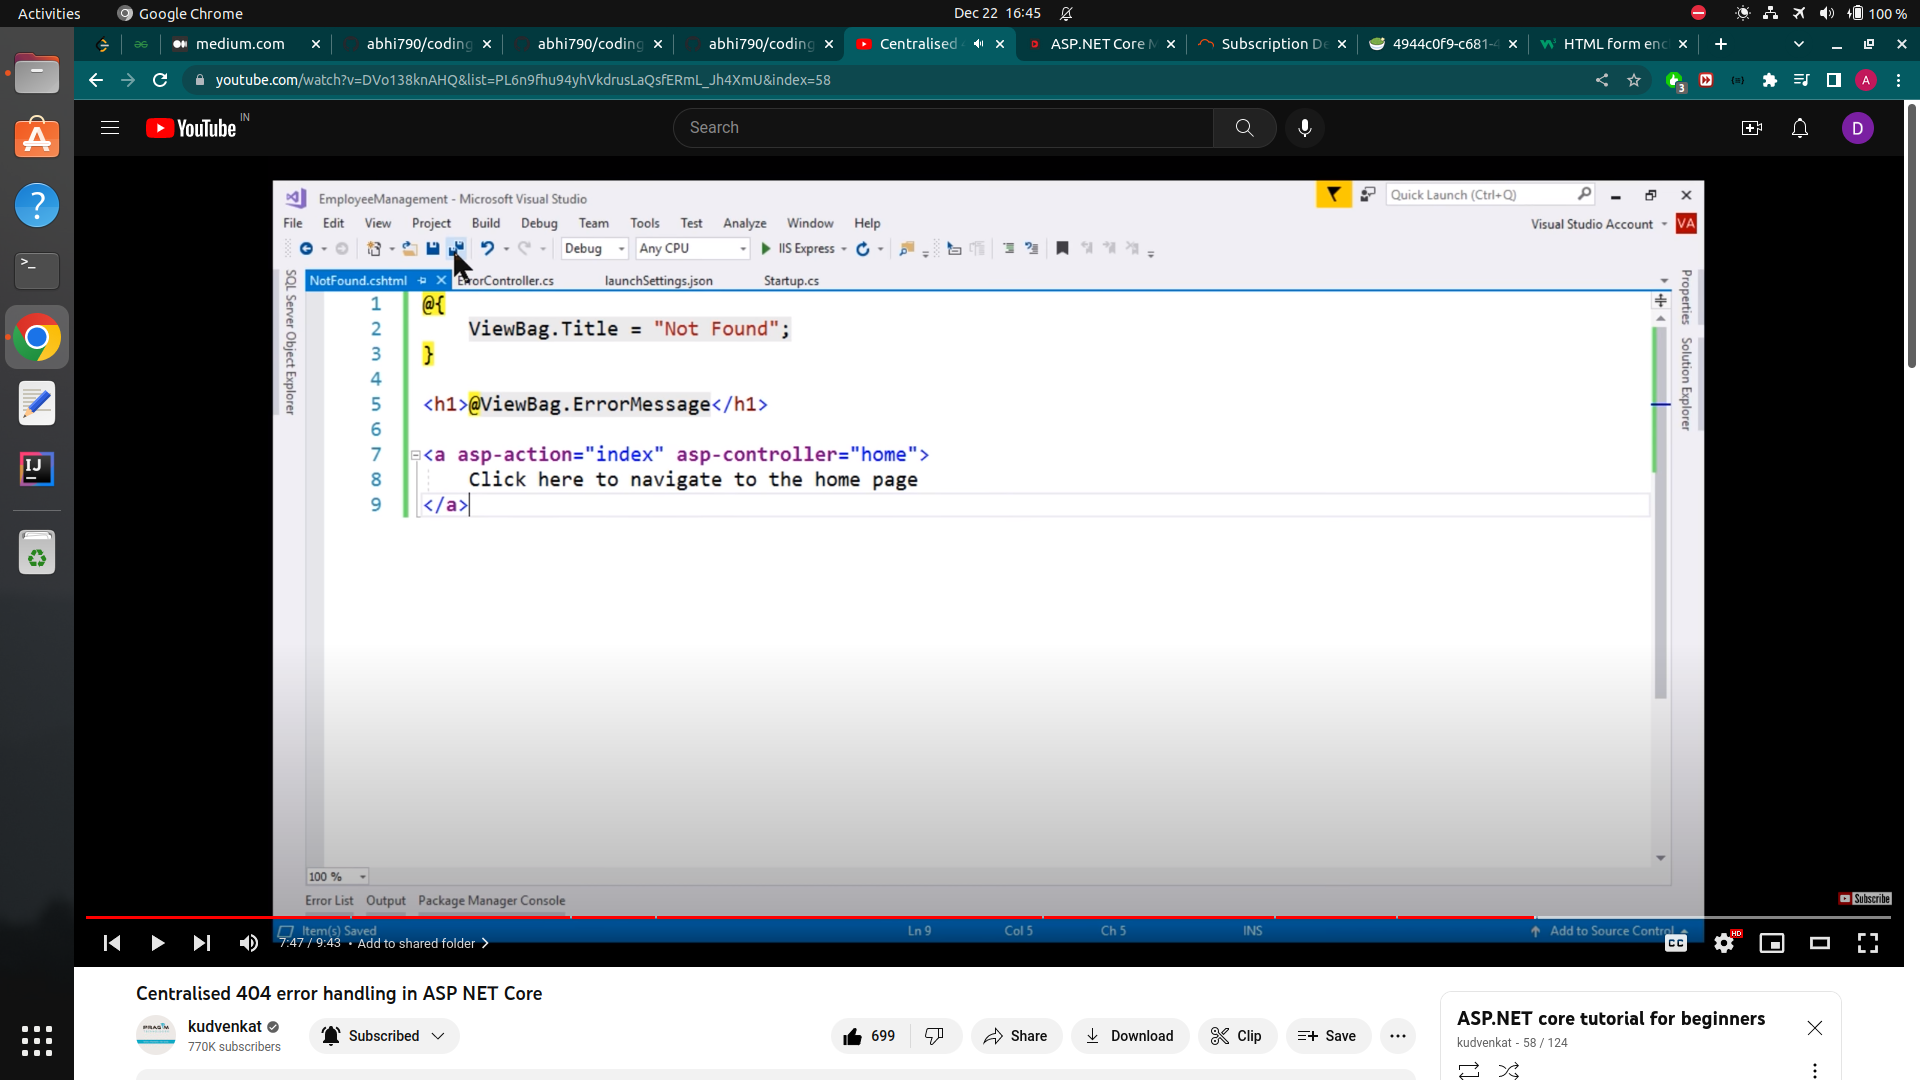 Activities
Google Chrome
Dec 22 16:45
100 %
medium.com
abhi790/coding
abhi790/coding
abhi790/coding
Centralised
ASP.NET Core M
Subscription De
4944c0f9-c681-4
HTML form enc
youtube.com/watch?v=DVo138knAHQ&list=PL6n9fhu94yhVkdrusLaQsfERmL_Jh4XmU&index=58
3
A
YouTube
IN
Search
D
EmployeeManagement - Microsoft Visual Studio
Quick Launch (Ctrl+Q)
File Edit View Project Build Debug Team Tools Test Analyze Window Help
Visual Studio Account
VA
Debug
Any CPU
IIS Express
SQL Server Object Explorer
NotFound.cshtml
ErrorController.cs
launchSettings.json
Startup.cs
Properties
Solution Explorer
1 @{
2 ViewBag.Title = "Not Found";
3 }
4
5 <h1>@ViewBag.ErrorMessage</h1>
6
7 <a asp-action="index" asp-controller="home">
8 Click here to navigate to the home page
9 </a>
100 %
Error List Output Package Manager Console
Subscribe
Item(s) Saved
Ln 9
Col 5
Ch 5
INS
Add to Source Control
7:47 / 9:43 • Add to shared folder
CC
HD
Centralised 404 error handling in ASP NET Core
PRAGIM
kudvenkat
770K subscribers
Subscribed
699
Share
Download
Clip
Save
ASP.NET core tutorial for beginners
kudvenkat - 58 / 124